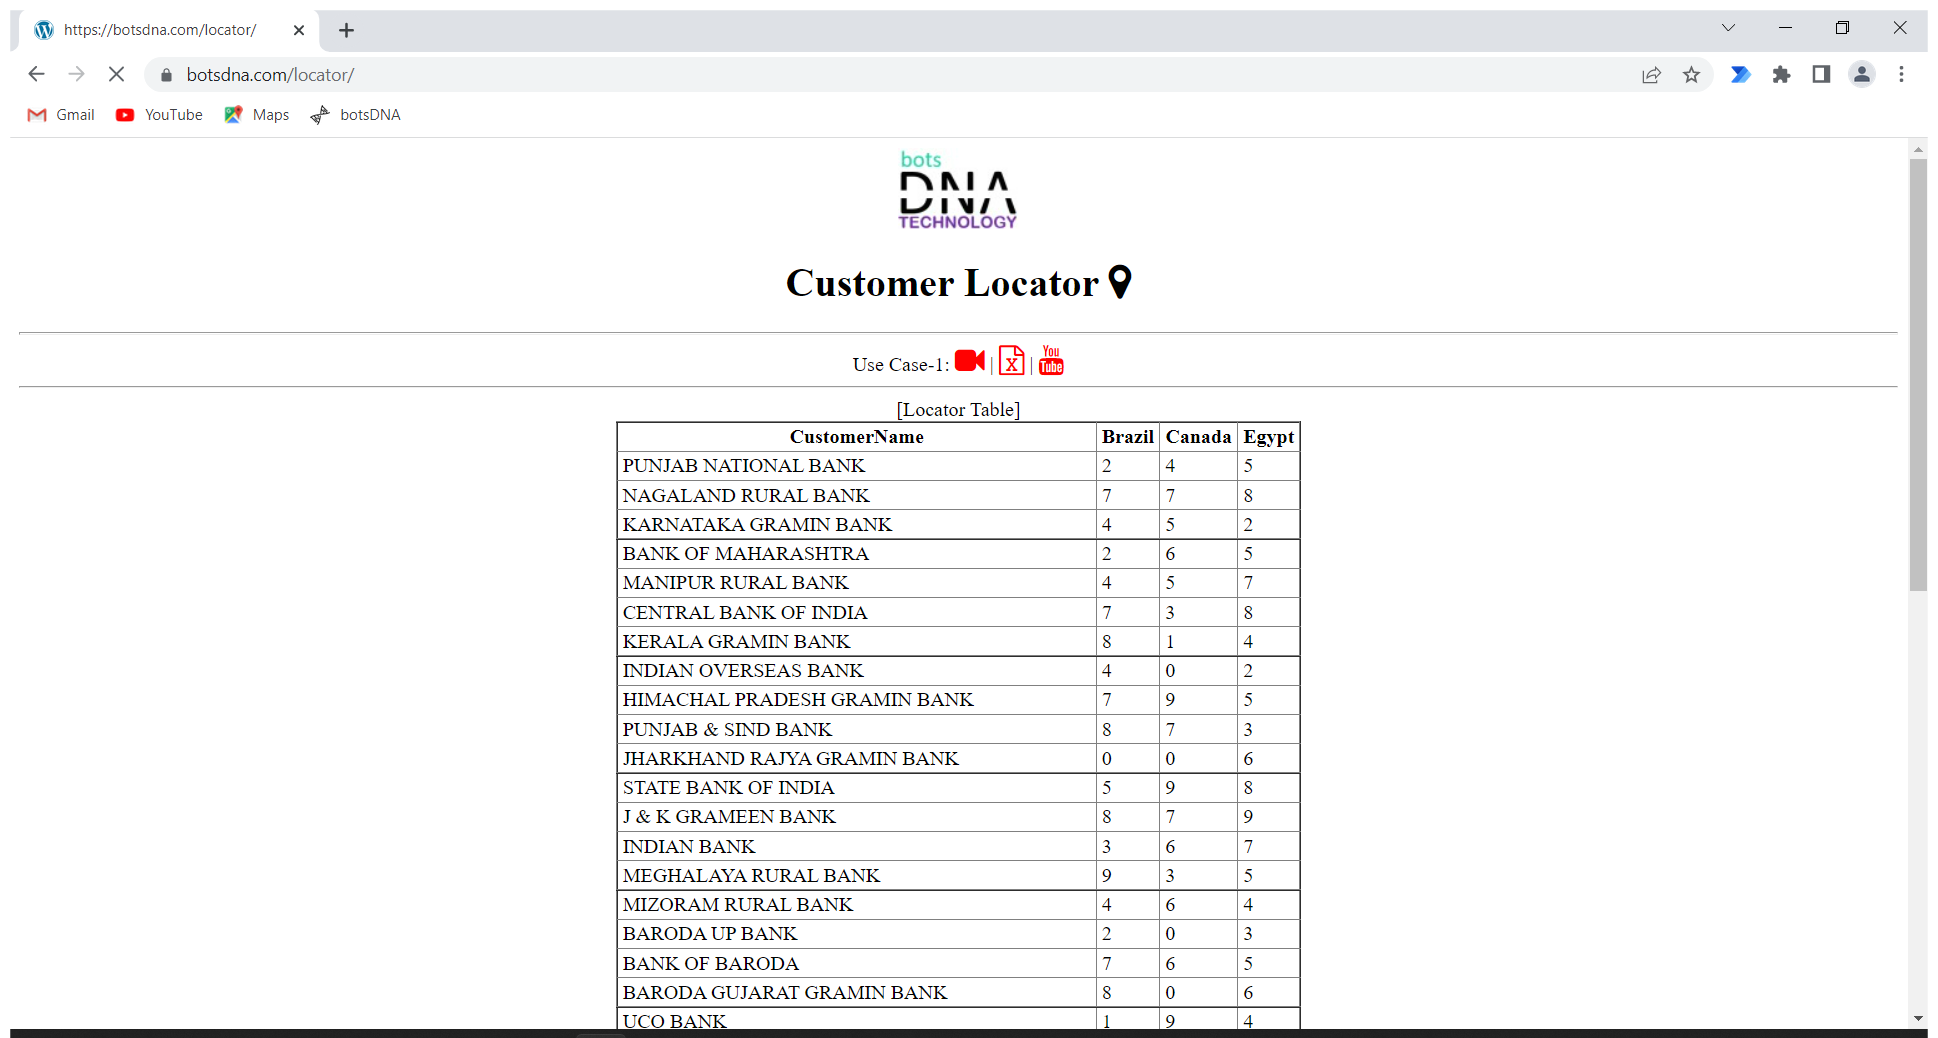 https://botsdna.com/locator/
botsdna.com/locator/
Gmail YouTube Maps botsDNA
bots
DNA
TECHNOLOGY
Customer Locator
Use Case-1: | X | You Tube
[Locator Table]
CustomerName Brazil Canada Egypt
PUNJAB NATIONAL BANK 2 4 5
NAGALAND RURAL BANK 7 7 8
KARNATAKA GRAMIN BANK 4 5 2
BANK OF MAHARASHTRA 2 6 5
MANIPUR RURAL BANK 4 5 7
CENTRAL BANK OF INDIA 7 3 8
KERALA GRAMIN BANK 8 1 4
INDIAN OVERSEAS BANK 4 0 2
HIMACHAL PRADESH GRAMIN BANK 7 9 5
PUNJAB & SIND BANK 8 7 3
JHARKHAND RAJYA GRAMIN BANK 0 0 6
STATE BANK OF INDIA 5 9 8
J & K GRAMEEN BANK 8 7 9
INDIAN BANK 3 6 7
MEGHALAYA RURAL BANK 9 3 5
MIZORAM RURAL BANK 4 6 4
BARODA UP BANK 2 0 3
BANK OF BARODA 7 6 5
BARODA GUJARAT GRAMIN BANK 8 0 6
UCO BANK 1 9 4